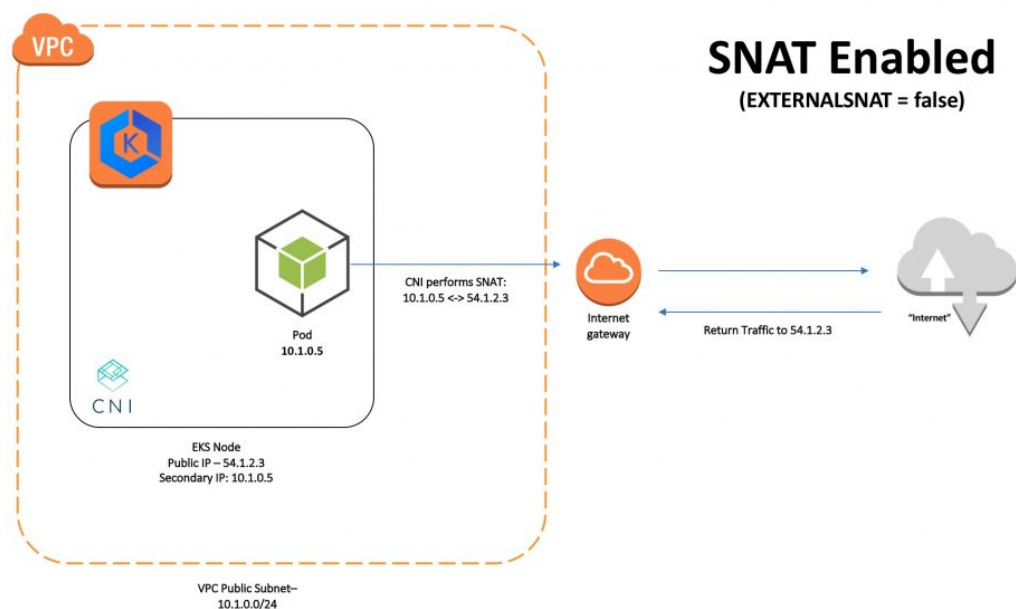 VPC
SNAT Enabled
(EXTERNALSNAT = false)
K
CNI performs SNAT:
10.1.0.5 <-> 54.1.2.3
Pod
10.1.0.5
Internet
gateway
Return Traffic to 54.1.2.3
"Internet"
CNI
EKS Node
Public IP – 54.1.2.3
Secondary IP: 10.1.0.5
VPC Public Subnet–
10.1.0.0/24